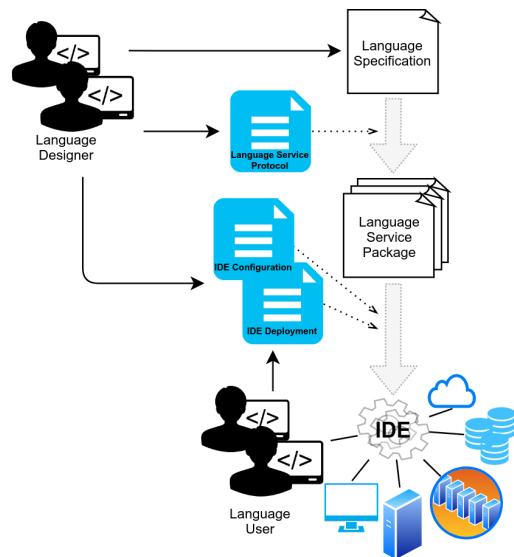 </>
</>
Language
Designer
Language
Specification
Language Service
Protocol
Language
Service
Package
IDE Configuration
IDE Deployment
</>
</>
Language
User
IDE